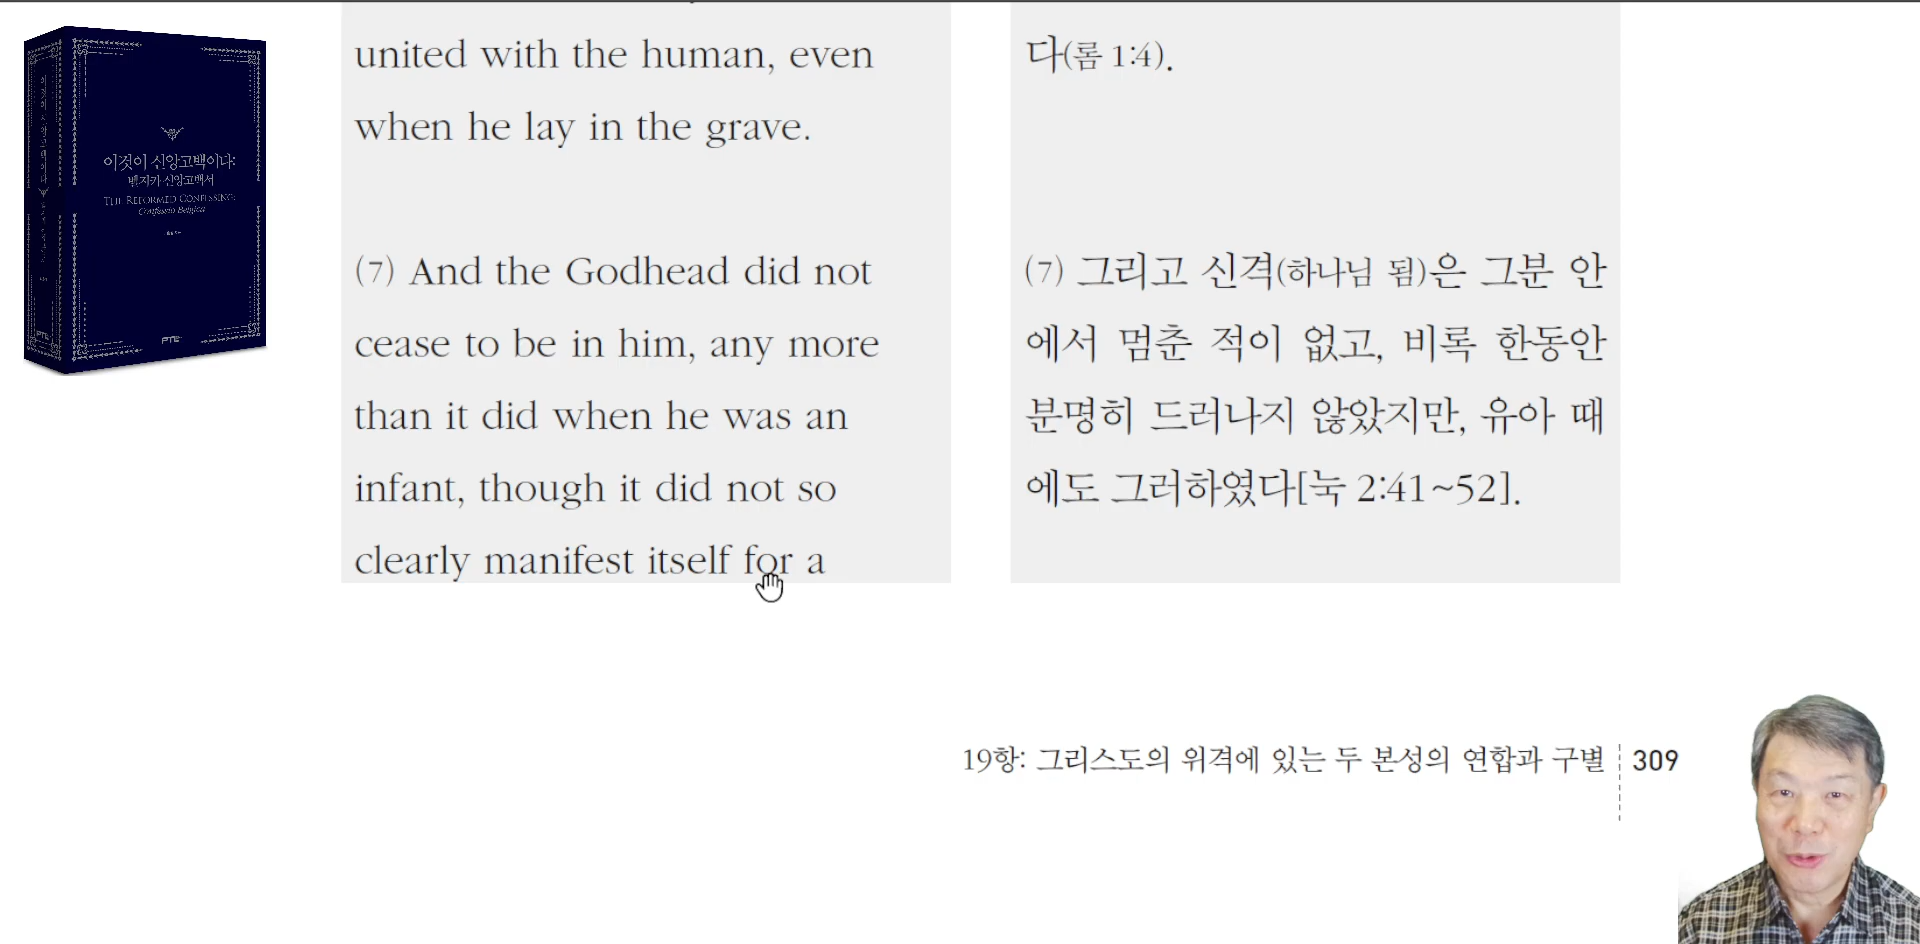 이것이 신앙고백이다:
벨지카 신앙고백서
THE REFORMED CONFESSING:
Confessio Belgica
united with the human, even
when he lay in the grave.
(7) And the Godhead did not
cease to be in him, any more
than it did when he was an
infant, though it did not so
clearly manifest itself for a
다(롬 1:4).
(7) 그리고 신격(하나님 됨)은 그분 안
에서 멈춘 적이 없고, 비록 한동안
분명히 드러나지 않았지만, 유아 때
에도 그러하였다[눅 2:41~52].
19항: 그리스도의 위격에 있는 두 본성의 연합과 구별 309